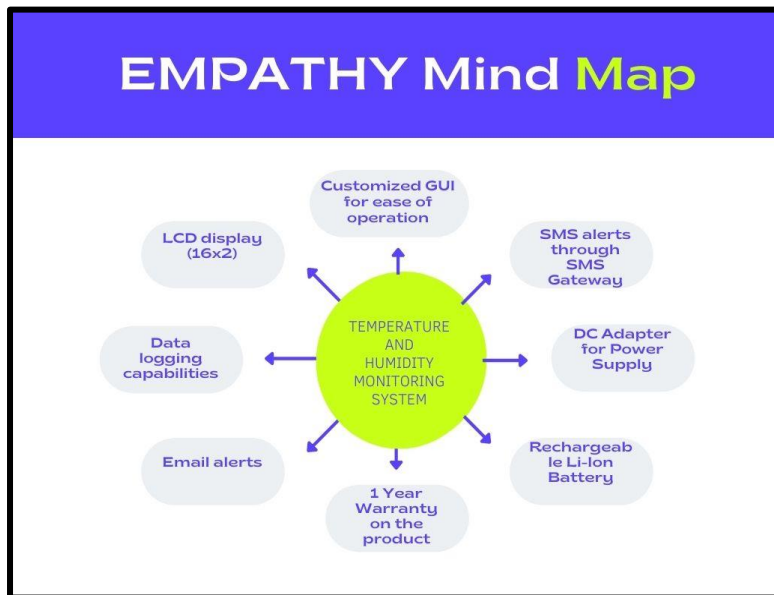 EMPATHY Mind Map
Customized GUI
for ease of
operation
LCD display
(16x2)
SMS alerts
through
SMS
Gateway
TEMPERATURE
AND
HUMIDITY
MONITORING
SYSTEM
Data
logging
capabilities
DC Adapter
for Power
Supply
Email alerts
Rechargeab
le Li-Ion
Battery
1 Year
Warranty
on the
product